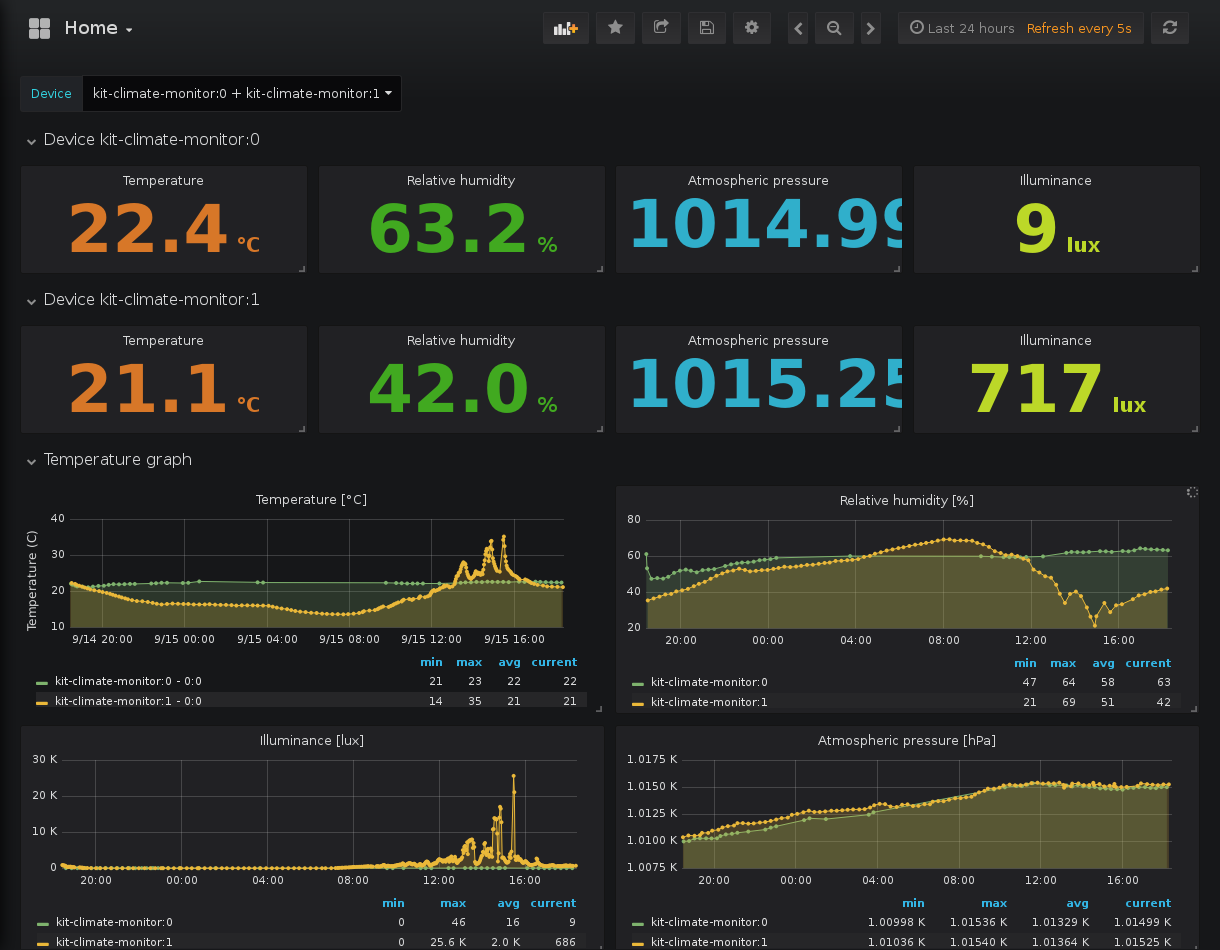 Home
Last 24 hours Refresh every 5s
Device kit-climate-monitor:0 + kit-climate-monitor:1
Device kit-climate-monitor:0
Temperature Relative humidity Atmospheric pressure Illuminance
22.4 °C 63.2 % 1014.99 9 lux
Device kit-climate-monitor:1
Temperature Relative humidity Atmospheric pressure Illuminance
21.1 °C 42.0 % 1015.25 717 lux
Temperature graph
Temperature [°C]
Temperature (C)
40
30
20
10
9/14 20:00 9/15 00:00 9/15 04:00 9/15 08:00 9/15 12:00 9/15 16:00
min max avg current
kit-climate-monitor:0 - 0:0 21 23 22 22
kit-climate-monitor:1 - 0:0 14 35 21 21
Relative humidity [%]
80
60
40
20
20:00 00:00 04:00 08:00 12:00 16:00
min max avg current
kit-climate-monitor:0 47 64 58 63
kit-climate-monitor:1 21 69 51 42
Illuminance [lux]
30 K
20 K
10 K
0
20:00 00:00 04:00 08:00 12:00 16:00
min max avg current
kit-climate-monitor:0 0 46 16 9
kit-climate-monitor:1 0 25.6 K 2.0 K 686
Atmospheric pressure [hPa]
1.0175 K
1.0150 K
1.0125 K
1.0100 K
1.0075 K
20:00 00:00 04:00 08:00 12:00 16:00
min max avg current
kit-climate-monitor:0 1.00998 K 1.01536 K 1.01329 K 1.01499 K
kit-climate-monitor:1 1.01036 K 1.01540 K 1.01364 K 1.01525 K